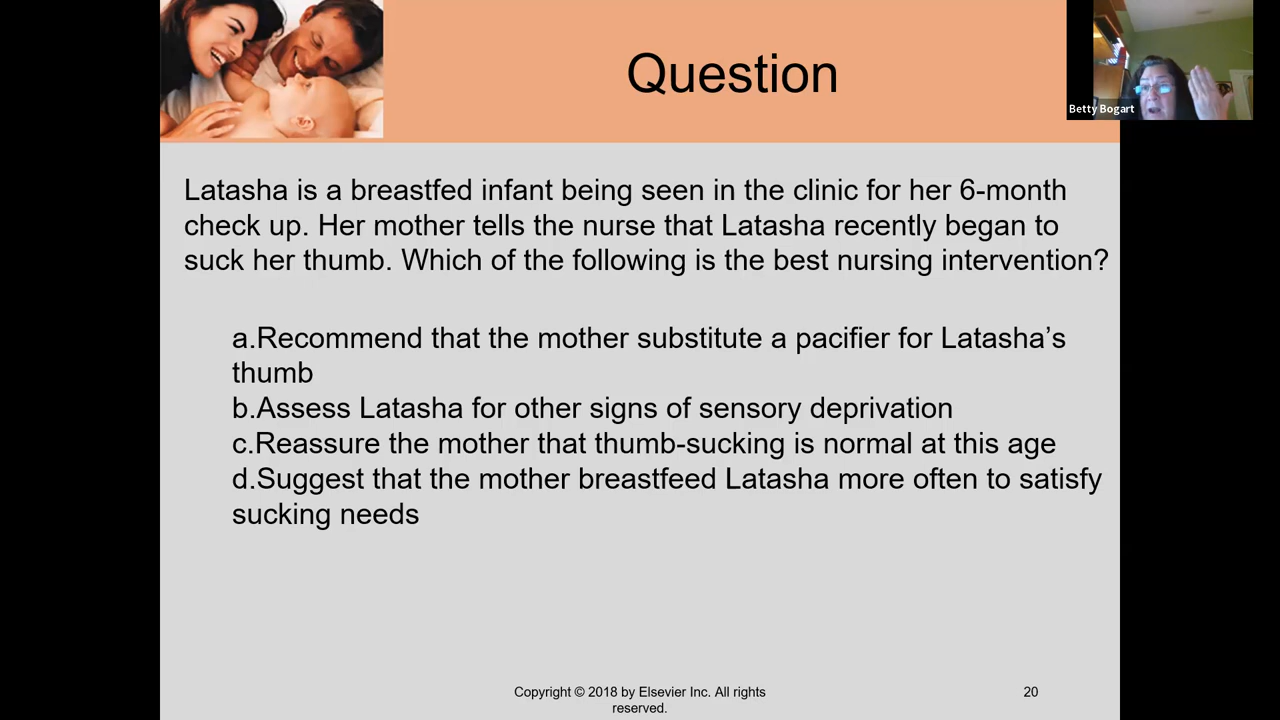 Question
Betty Bogart
Latasha is a breastfed infant being seen in the clinic for her 6-month
check up. Her mother tells the nurse that Latasha recently began to
suck her thumb. Which of the following is the best nursing intervention?
a.Recommend that the mother substitute a pacifier for Latasha’s
thumb
b.Assess Latasha for other signs of sensory deprivation
c.Reassure the mother that thumb-sucking is normal at this age
d.Suggest that the mother breastfeed Latasha more often to satisfy
sucking needs
Copyright © 2018 by Elsevier Inc. All rights
reserved.
20